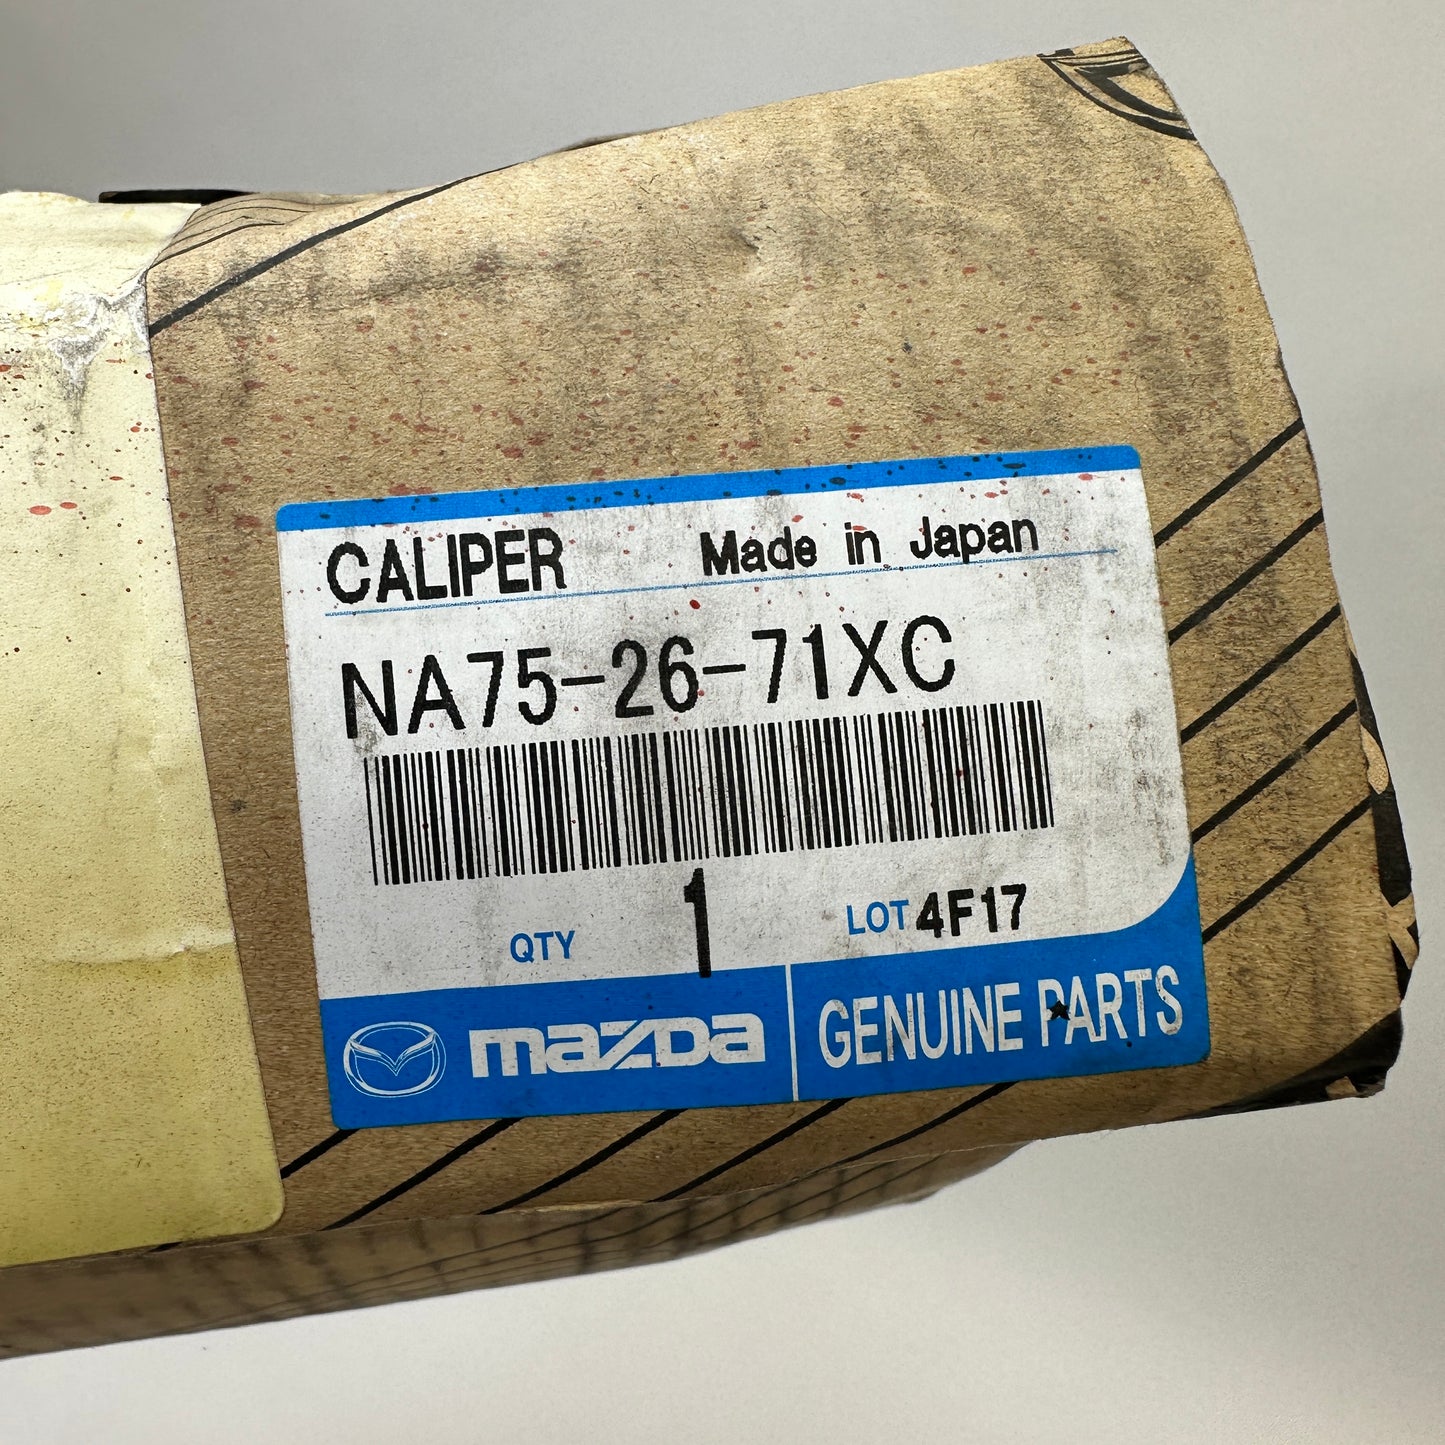 CALIPER Made in Japan
NA75-26-71XC
QTY 1 LOT 4F17
mazda GENUINE PARTS